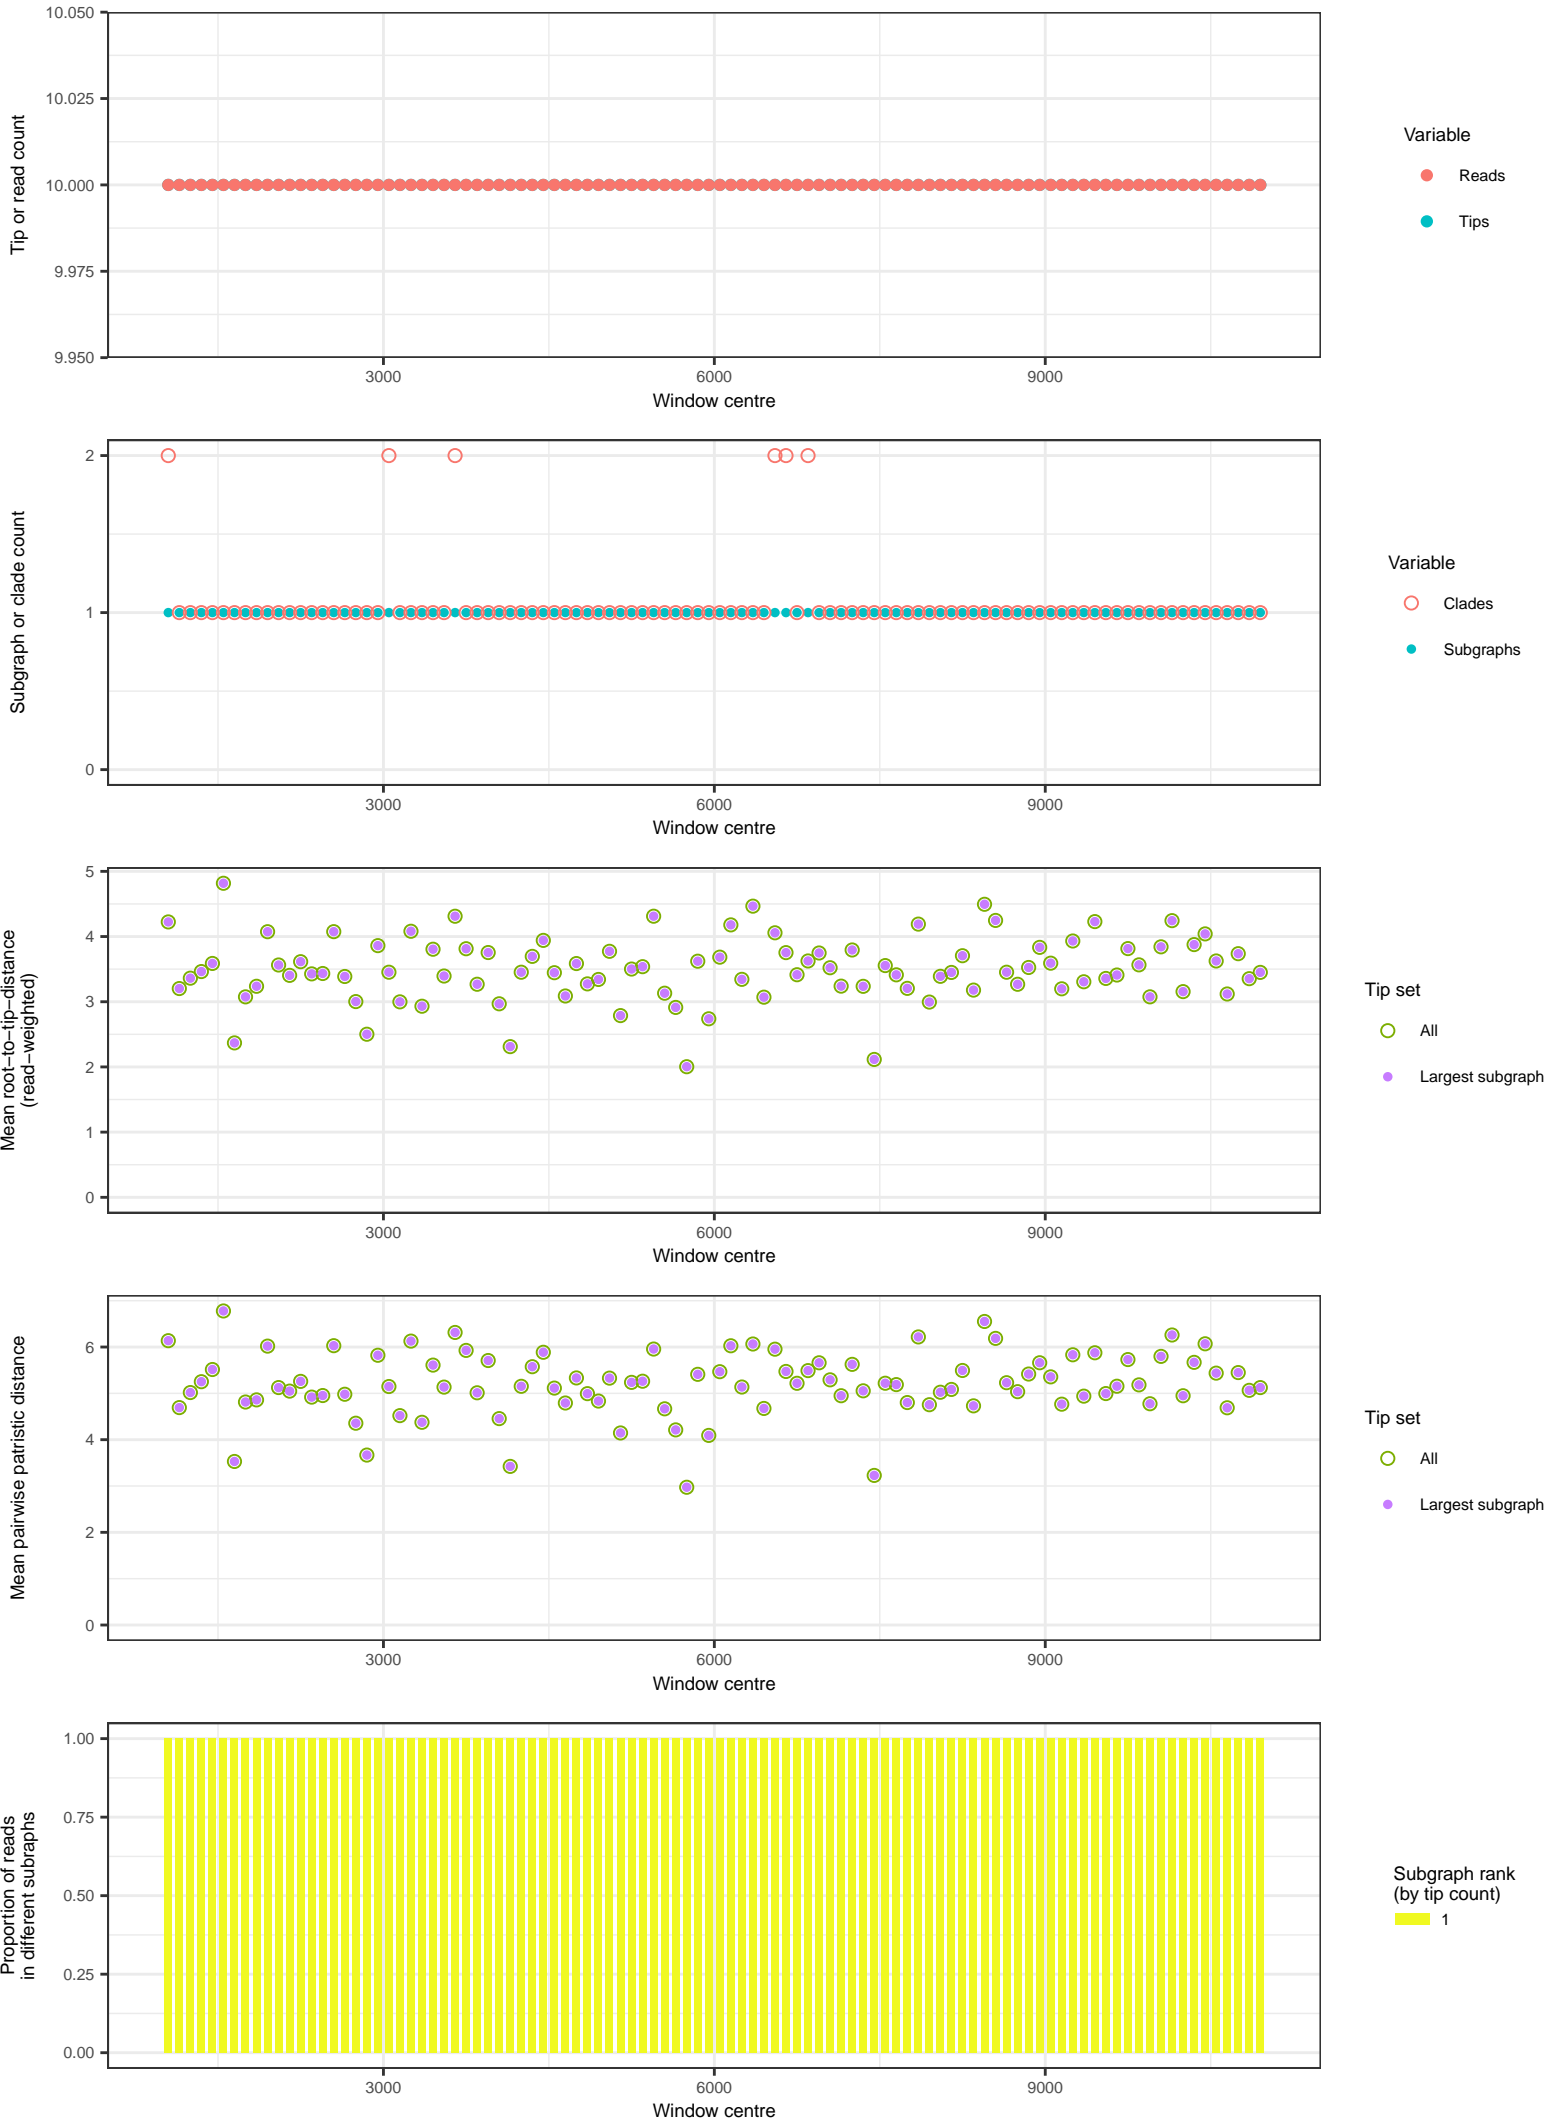 10.050
10.025
10.000
9.975
9.950
Tip or read count
3000 6000 9000
Window centre
Variable
Reads
Tips
2
1
0
Subgraph or clade count
3000 6000 9000
Window centre
Variable
Clades
Subgraphs
5
4
3
2
1
0
Mean root−to−tip−distance
(read−weighted)
3000 6000 9000
Window centre
Tip set
All
Largest subgraph
6
4
2
0
Mean pairwise patristic distance
3000 6000 9000
Window centre
Tip set
All
Largest subgraph
1.00
0.75
0.50
0.25
0.00
Proportion of reads
in different subraphs
3000 6000 9000
Window centre
Subgraph rank
(by tip count)
1